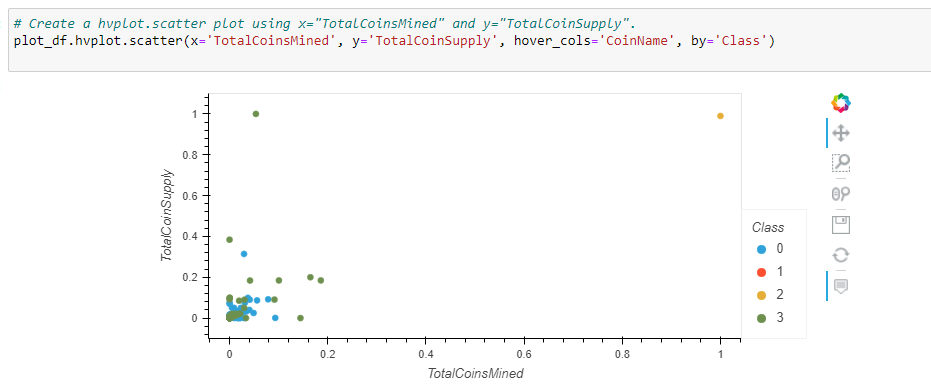 # Create a hvplot.scatter plot using x="TotalCoinsMined" and y="TotalCoinSupply".
plot_df.hvplot.scatter(x='TotalCoinsMined', y='TotalCoinSupply', hover_cols='CoinName', by='Class')
TotalCoinSupply
1
0.8
0.6
0.4
0.2
0
0 0.2 0.4 0.6 0.8 1
TotalCoinsMined
Class
0
1
2
3